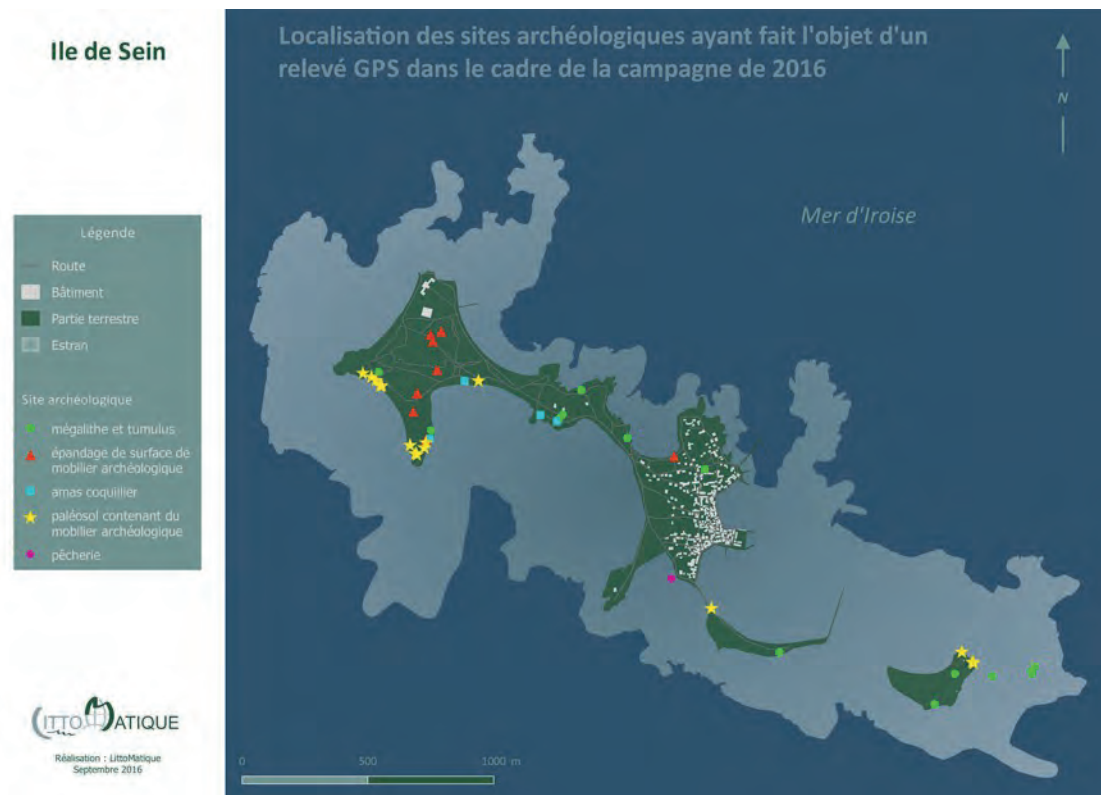 Ile de Sein
Localisation des sites archéologiques ayant fait l'objet d'un
relevé GPS dans le cadre de la campagne de 2016
N
Mer d'Iroise
Légende
Route
Bâtiment
Partie terrestre
Estran
Site archéologique
mégalithe et tumulus
épandage de surface de
mobilier archéologique
amas coquillier
paléosol contenant du
mobilier archéologique
pêcherie
LITTOMATIQUE
Réalisation : LittoMatique
Septembre 2016
0 500 1000 m